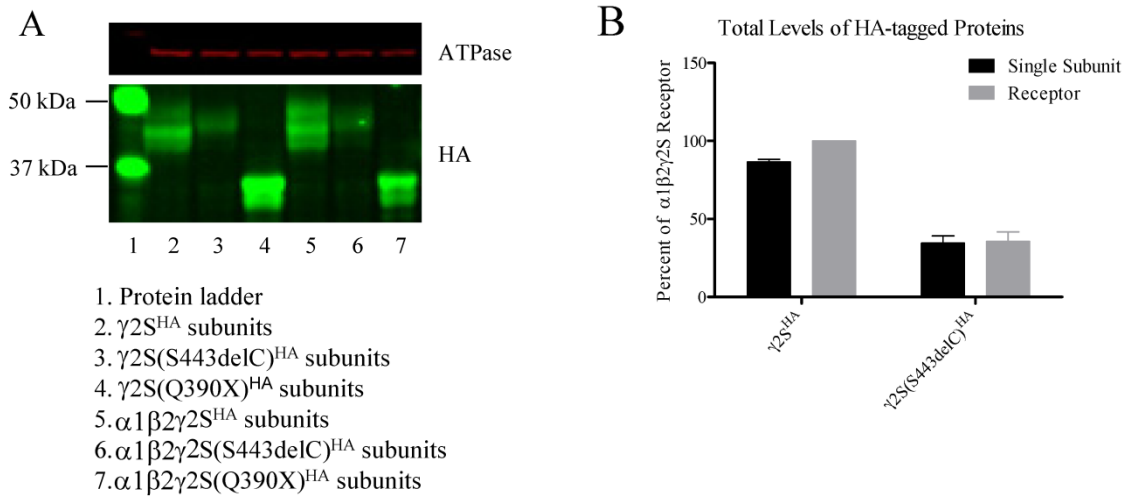 A
ATPase
50 kDa
37 kDa
HA
1 2 3 4 5 6 7
1. Protein ladder
2. γ2S^HA subunits
3. γ2S(S443delC)^HA subunits
4. γ2S(Q390X)^HA subunits
5. α1β2γ2S^HA subunits
6. α1β2γ2S(S443delC)^HA subunits
7. α1β2γ2S(Q390X)^HA subunits
B
Total Levels of HA-tagged Proteins
Percent of α1β2γ2S Receptor
150
100
50
0
Single Subunit
Receptor
γ2S^HA
γ2S(S443delC)^HA